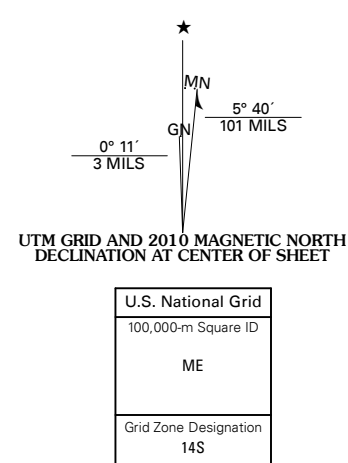 ★
MN
5° 40´
101 MILS
GN
0° 11´
3 MILS
UTM GRID AND 2010 MAGNETIC NORTH
DECLINATION AT CENTER OF SHEET
U.S. National Grid
100,000-m Square ID
ME
Grid Zone Designation
14S